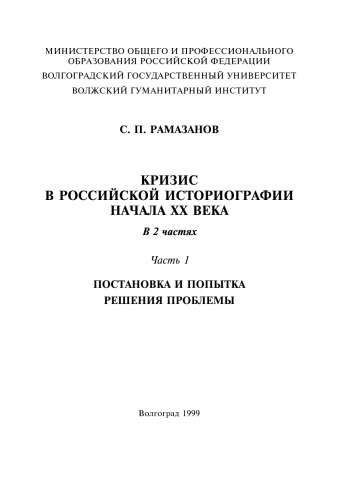 МИНИСТЕРСТВО ОБЩЕГО И ПРОФЕССИОНАЛЬНОГО
ОБРАЗОВАНИЯ РОССИЙСКОЙ ФЕДЕРАЦИИ
ВОЛГОГРАДСКИЙ ГОСУДАРСТВЕННЫЙ УНИВЕРСИТЕТ
ВОЛЖСКИЙ ГУМАНИТАРНЫЙ ИНСТИТУТ
С. П. РАМАЗАНОВ
КРИЗИС
В РОССИЙСКОЙ ИСТОРИОГРАФИИ
НАЧАЛА XX ВЕКА
В 2 частях
Часть 1
ПОСТАНОВКА И ПОПЫТКА
РЕШЕНИЯ ПРОБЛЕМЫ
Волгоград 1999